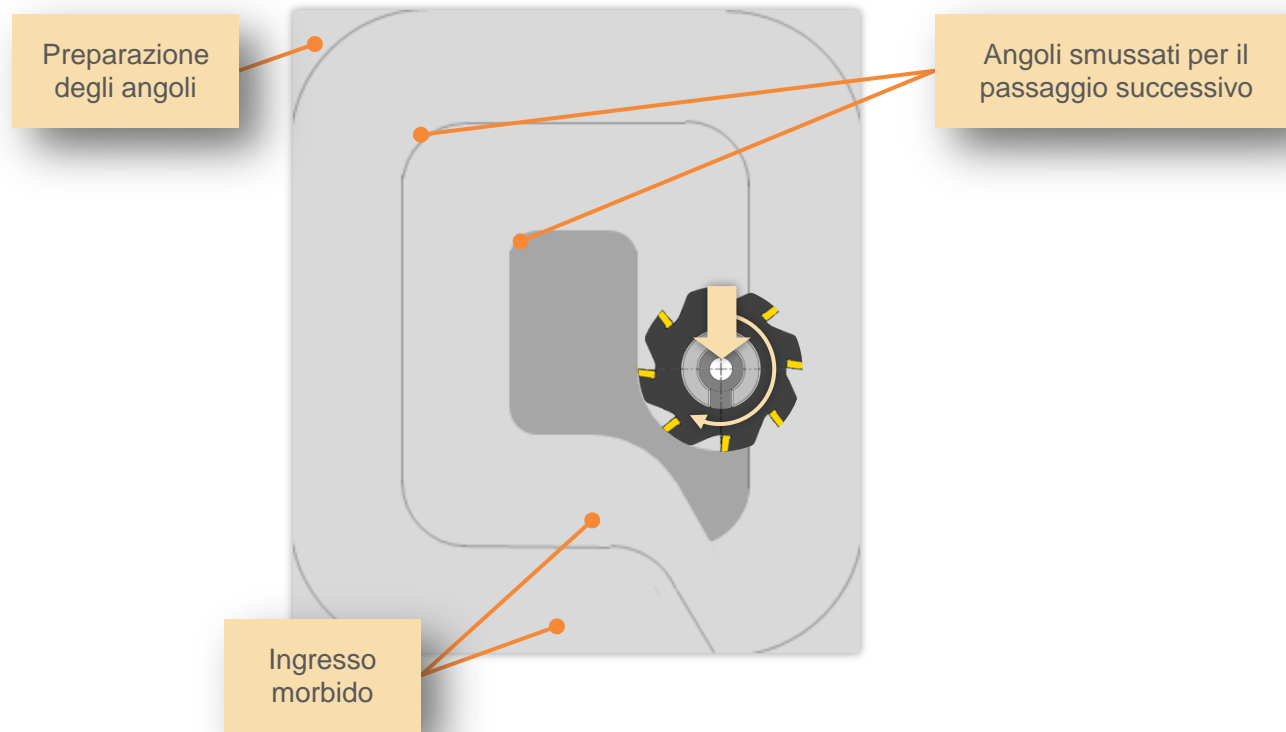 Preparazione
degli angoli
Angoli smussati per il
passaggio successivo
Ingresso
morbido